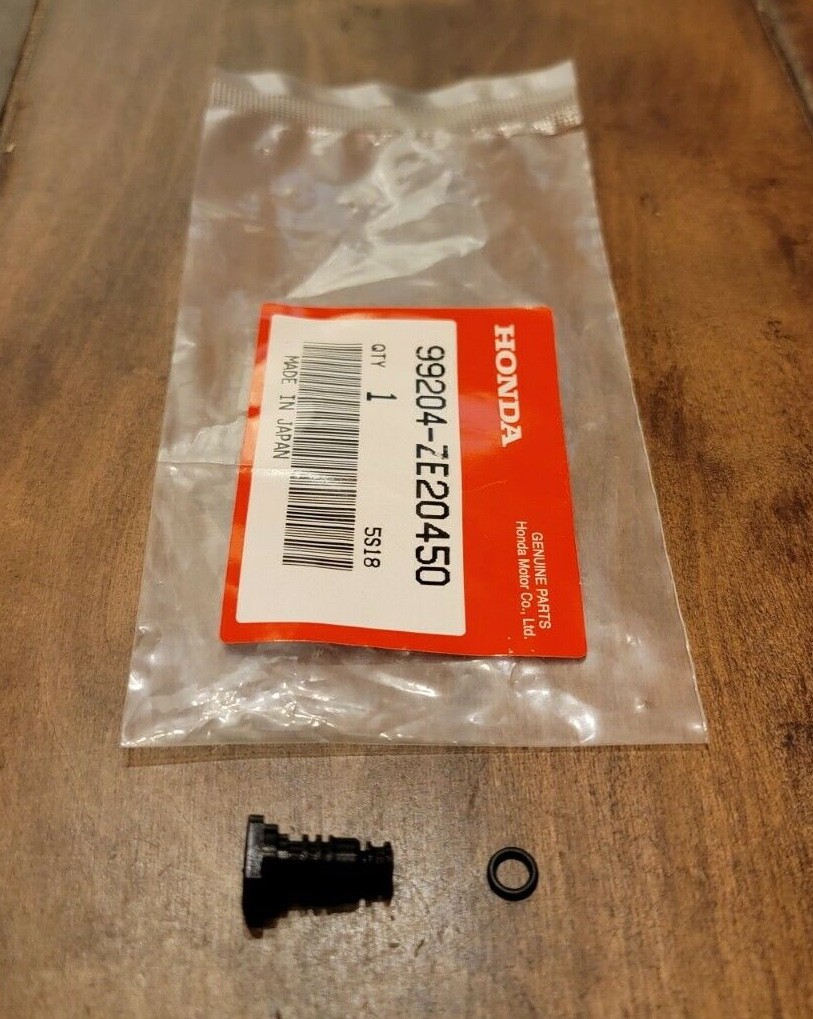 HONDA
GENUINE PARTS
Honda Motor Co., Ltd.
99204-ZE20450
QTY 1 5S18
MADE IN JAPAN